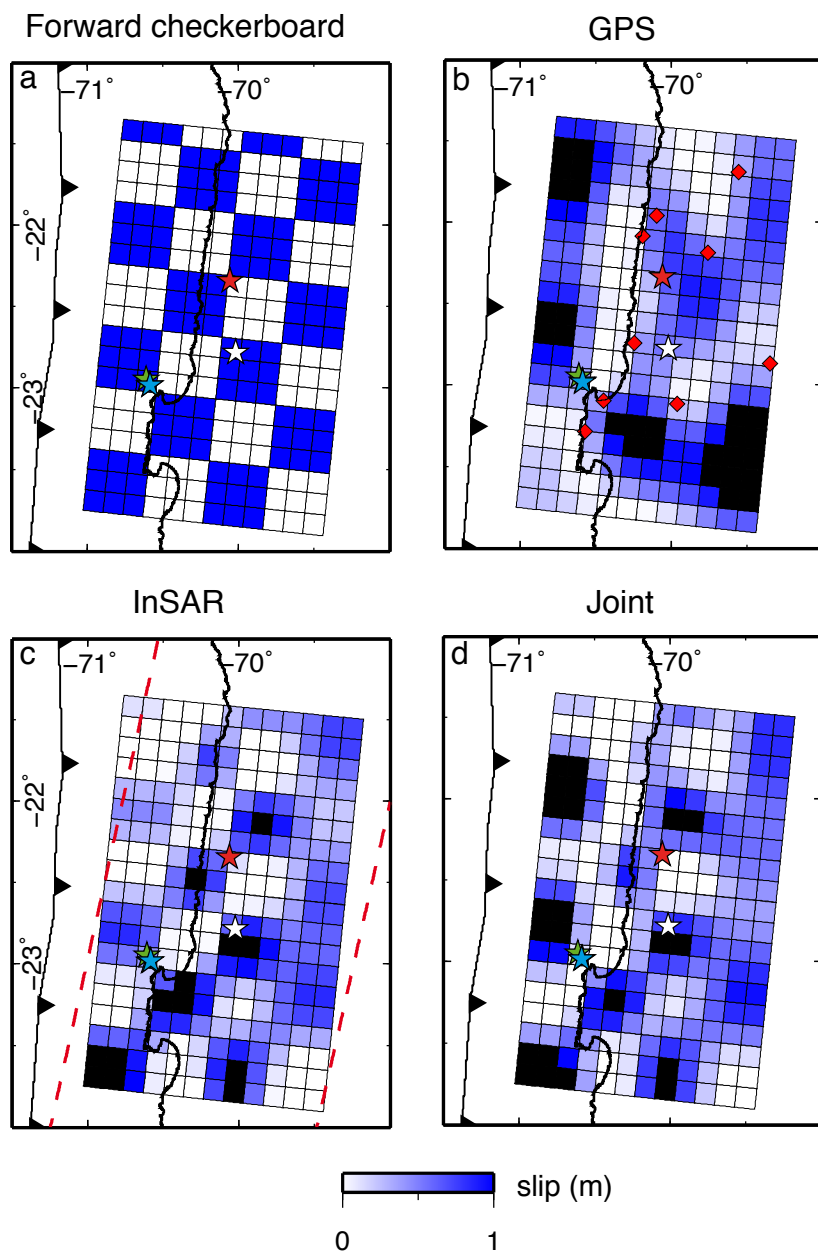 Forward checkerboard GPS
a −71˚ −70˚ b −71˚ −70˚
−22˚
−23˚
InSAR Joint
c −71˚ −70˚ d −71˚ −70˚
−22˚
−23˚
slip (m)
0 1